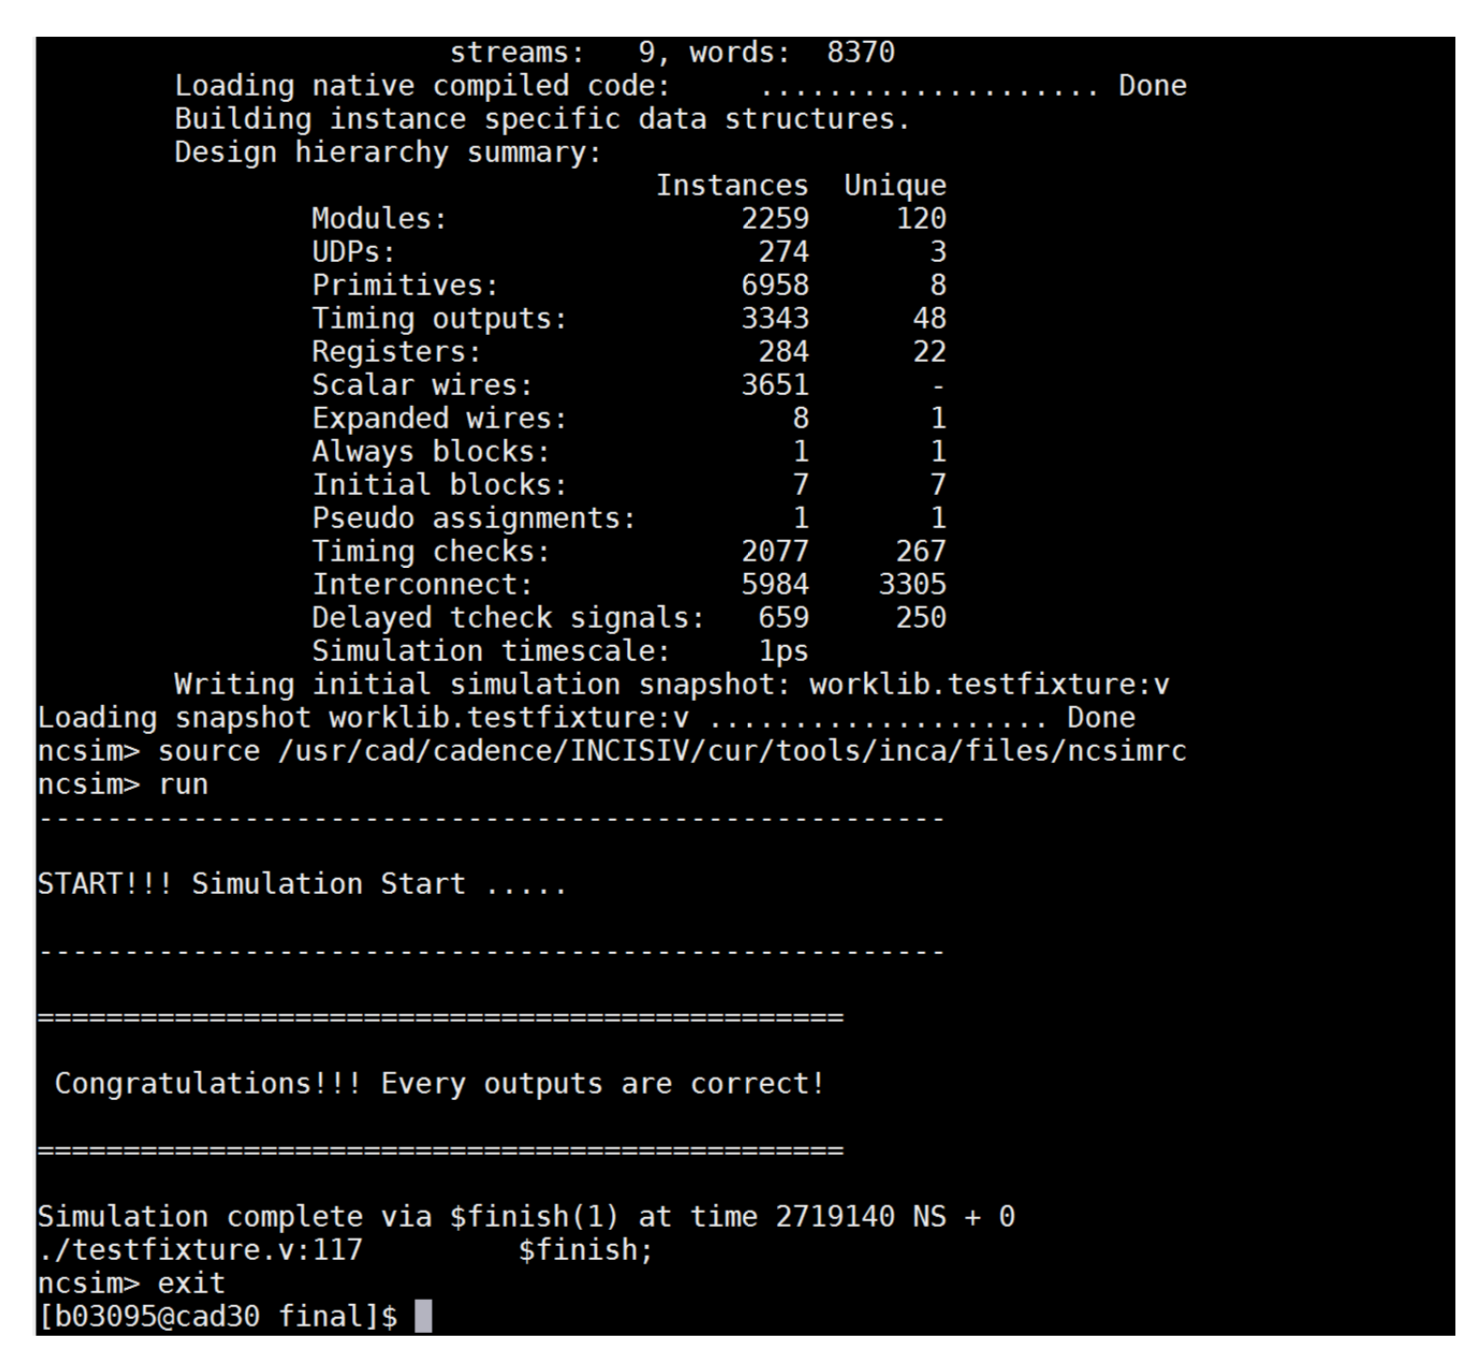 streams:   9, words:  8370
Loading native compiled code:     .................... Done
Building instance specific data structures.
Design hierarchy summary:
Instances  Unique
Modules:                 2259     120
UDPs:                     274       3
Primitives:              6958       8
Timing outputs:          3343      48
Registers:                284      22
Scalar wires:            3651       -
Expanded wires:             8       1
Always blocks:              1       1
Initial blocks:             7       7
Pseudo assignments:         1       1
Timing checks:           2077     267
Interconnect:            5984    3305
Delayed tcheck signals:   659     250
Simulation timescale:     1ps
Writing initial simulation snapshot: worklib.testfixture:v
Loading snapshot worklib.testfixture:v .................... Done
ncsim> source /usr/cad/cadence/INCISIV/cur/tools/inca/files/ncsimrc
ncsim> run
-----------------------------------------------------
START!!! Simulation Start .....
-----------------------------------------------------
===============================================
Congratulations!!! Every outputs are correct!
===============================================
Simulation complete via $finish(1) at time 2719140 NS + 0
./testfixture.v:117         $finish;
ncsim> exit
[b03095@cad30 final]$